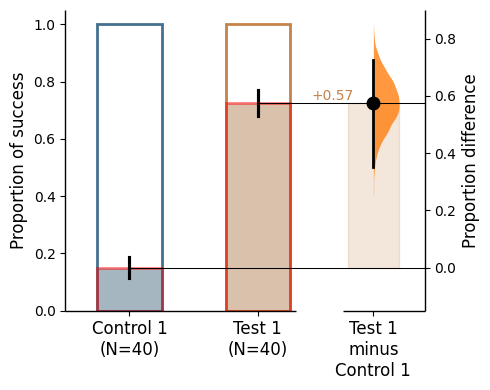 Proportion of success
1.0
0.8
0.6
0.4
0.2
0.0
Control 1
(N=40)
Test 1
(N=40)
+0.57
0.8
0.6
0.4
0.2
0.0
Proportion difference
Test 1
minus
Control 1